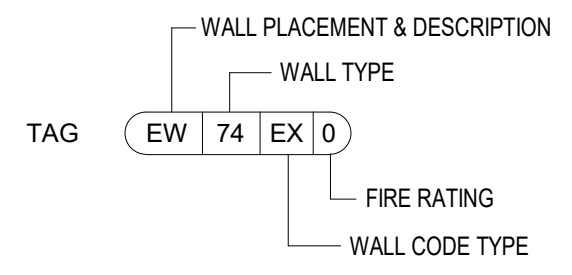 WALL PLACEMENT & DESCRIPTION
WALL TYPE
TAG EW 74 EX 0
FIRE RATING
WALL CODE TYPE